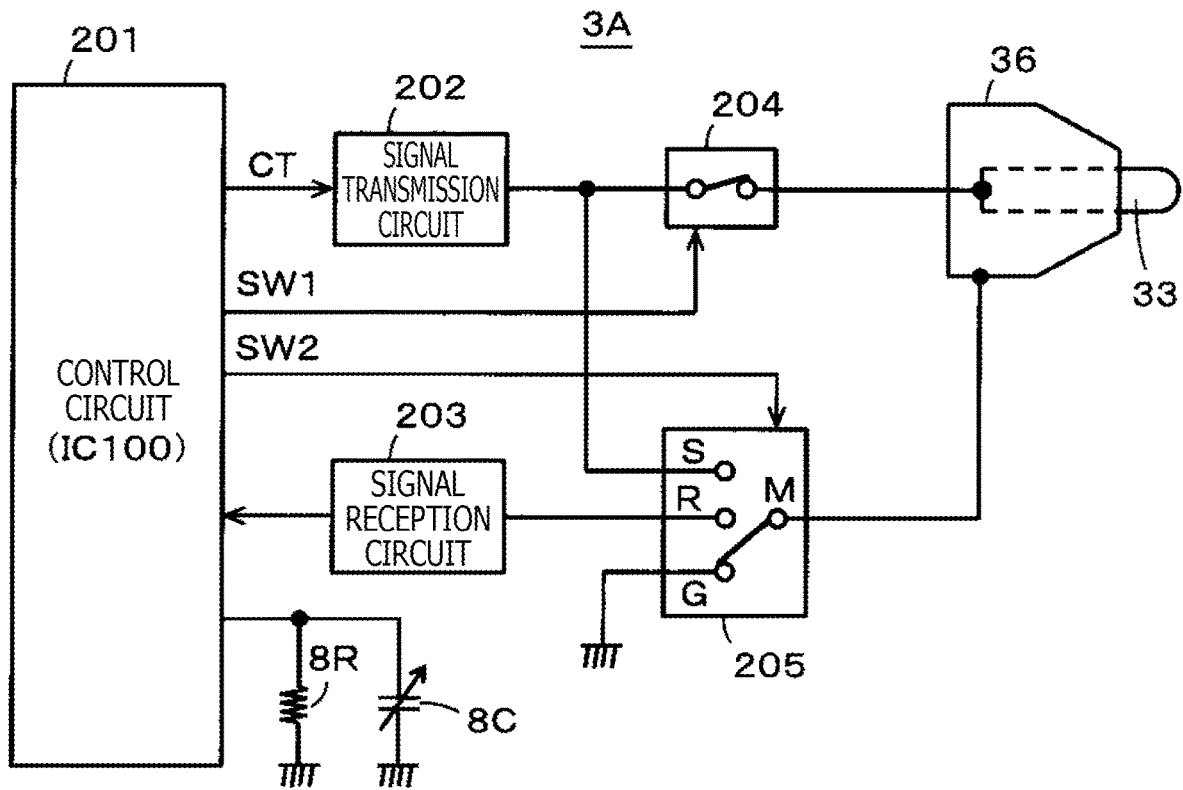 3A
201
202
204
36
CT
SIGNAL
TRANSMISSION
CIRCUIT
33
SW1
SW2
CONTROL
CIRCUIT
(IC100)
203
SIGNAL
RECEPTION
CIRCUIT
S
R
M
G
205
8R
8C